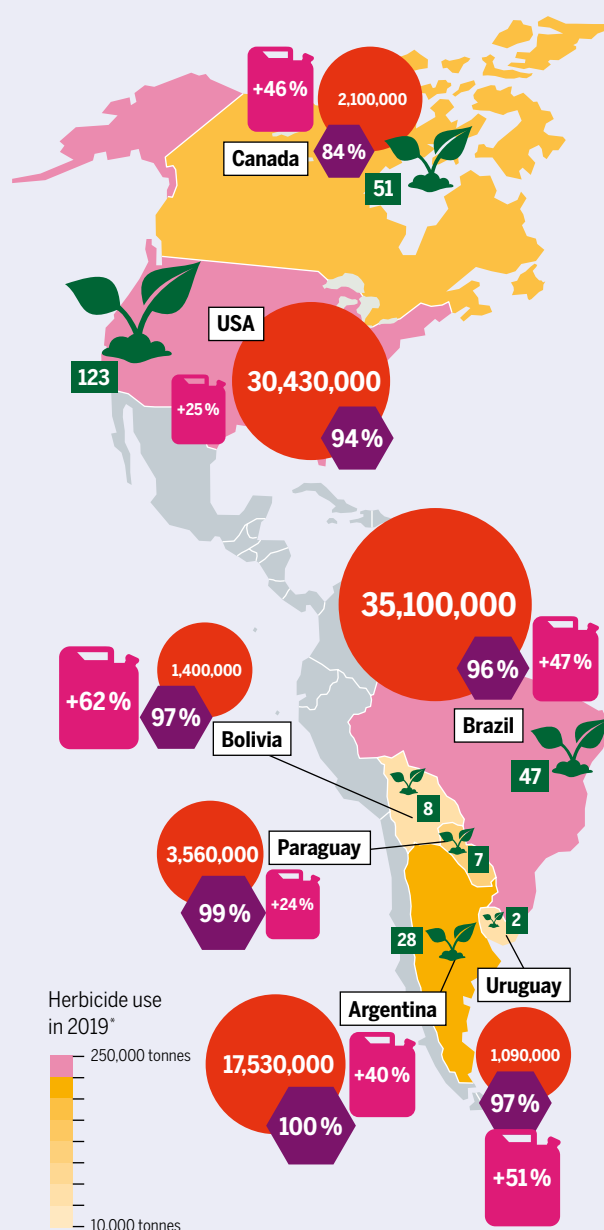 +46 %
2,100,000
Canada
84 %
51
USA
123
30,430,000
+25 %
94 %
35,100,000
1,400,000
+62 %
97 %
96 %
+47 %
Bolivia
Brazil
47
8
3,560,000
Paraguay
7
+24 %
99 %
28
2
Uruguay
Herbicide use
in 2019*
Argentina
250,000 tonnes
17,530,000
+40 %
1,090,000
97 %
100 %
+51 %
10,000 tonnes